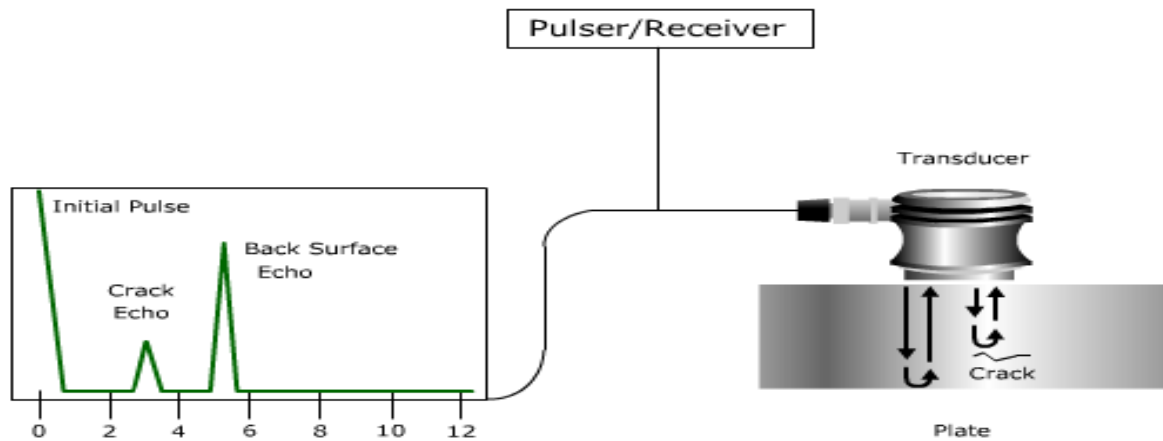 Pulser/Receiver
Transducer
Initial Pulse
Back Surface
Echo
Crack
Echo
Crack
0 2 4 6 8 10 12
Plate